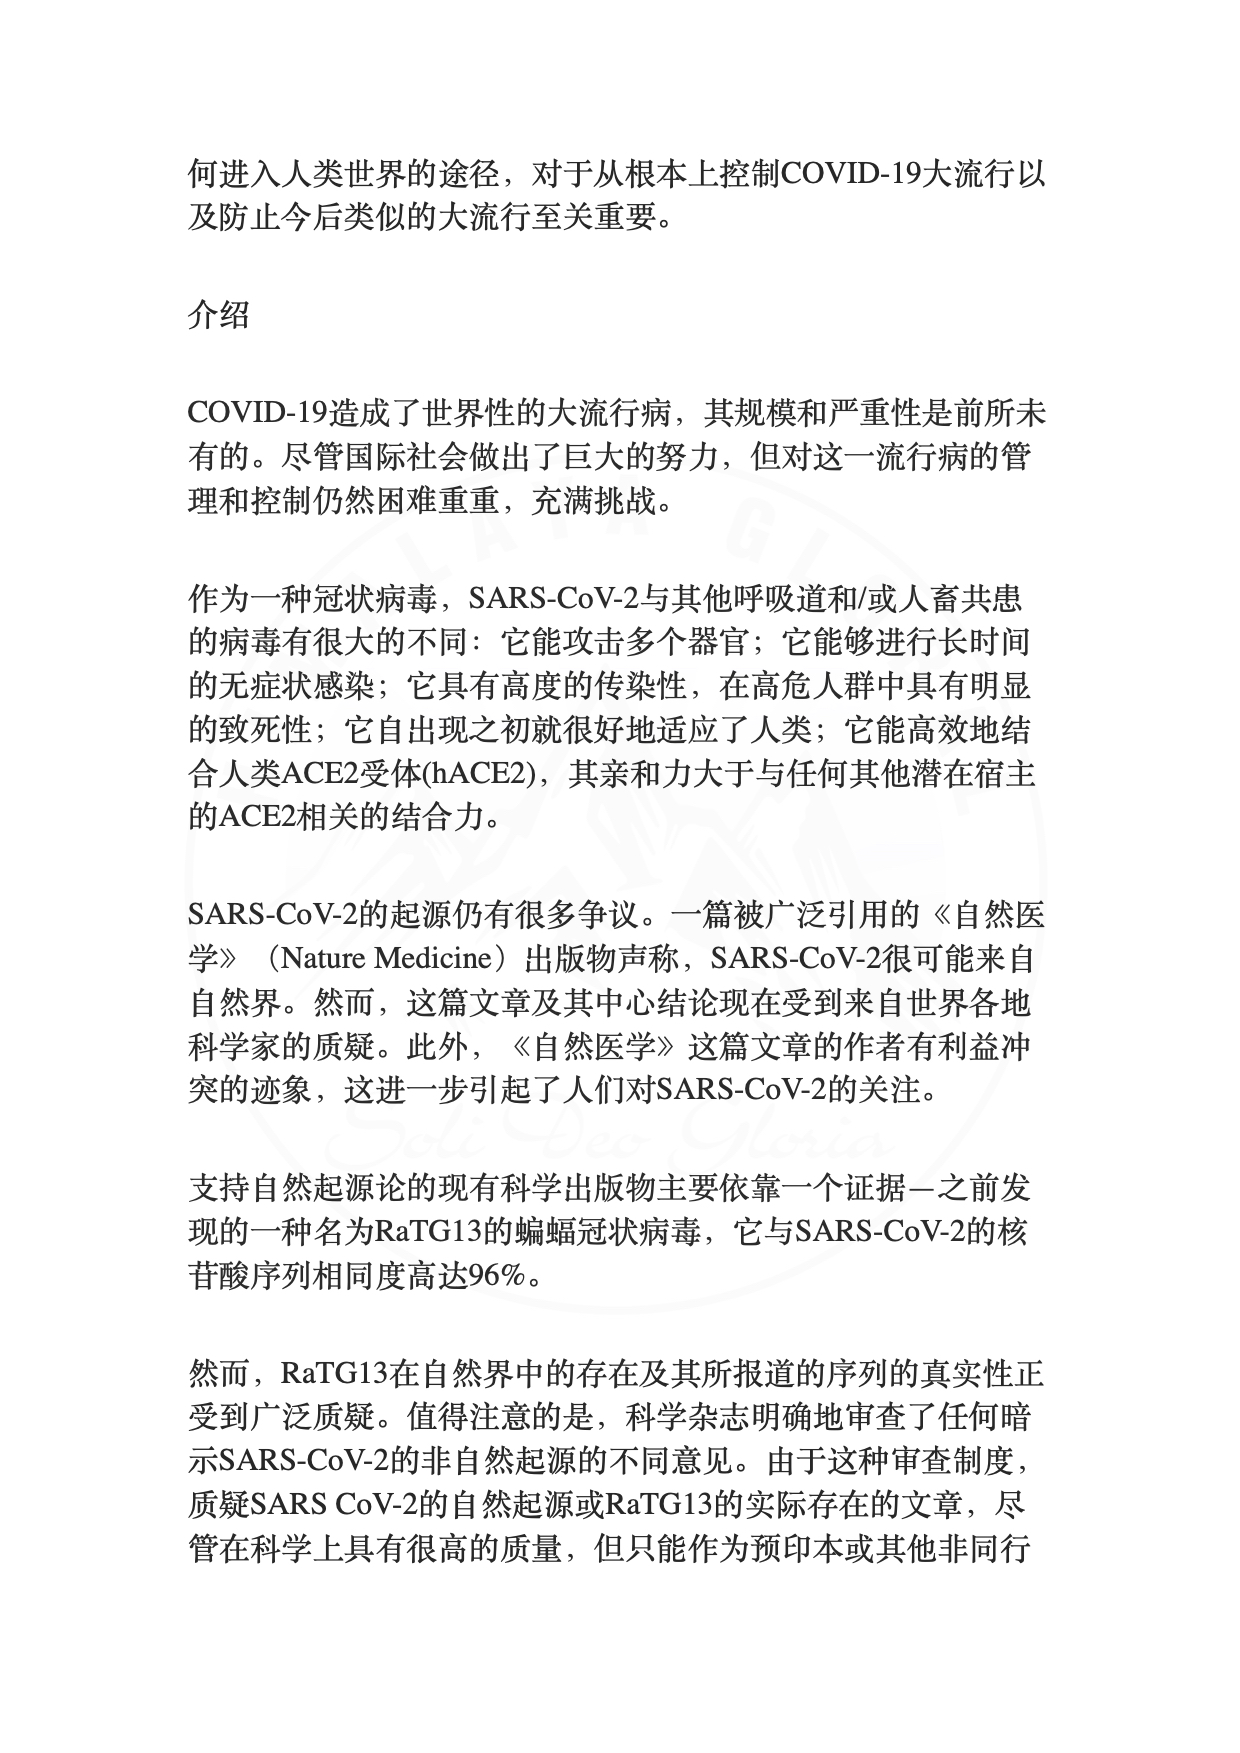 何进入人类世界的途径，对于从根本上控制COVID-19大流行以
及防止今后类似的大流行至关重要。
介绍
COVID-19造成了世界性的大流行病，其规模和严重性是前所未
有的。尽管国际社会做出了巨大的努力，但对这一流行病的管
理和控制仍然困难重重，充满挑战。
作为一种冠状病毒，SARS-CoV-2与其他呼吸道和/或人畜共患
的病毒有很大的不同：它能攻击多个器官；它能够进行长时间
的无症状感染；它具有高度的传染性，在高危人群中具有明显
的致死性；它自出现之初就很好地适应了人类；它能高效地结
合人类ACE2受体(hACE2)，其亲和力大于与任何其他潜在宿主
的ACE2相关的结合力。
SARS-CoV-2的起源仍有很多争议。一篇被广泛引用的《自然医
学》（Nature Medicine）出版物声称，SARS-CoV-2很可能来自
自然界。然而，这篇文章及其中心结论现在受到来自世界各地
科学家的质疑。此外，《自然医学》这篇文章的作者有利益冲
突的迹象，这进一步引起了人们对SARS-CoV-2的关注。
支持自然起源论的现有科学出版物主要依靠一个证据—之前发
现的一种名为RaTG13的蝙蝠冠状病毒，它与SARS-CoV-2的核
苷酸序列相同度高达96%。
然而，RaTG13在自然界中的存在及其所报道的序列的真实性正
受到广泛质疑。值得注意的是，科学杂志明确地审查了任何暗
示SARS-CoV-2的非自然起源的不同意见。由于这种审查制度，
质疑SARS CoV-2的自然起源或RaTG13的实际存在的文章，尽
管在科学上具有很高的质量，但只能作为预印本或其他非同行
Soli Deo Gloria